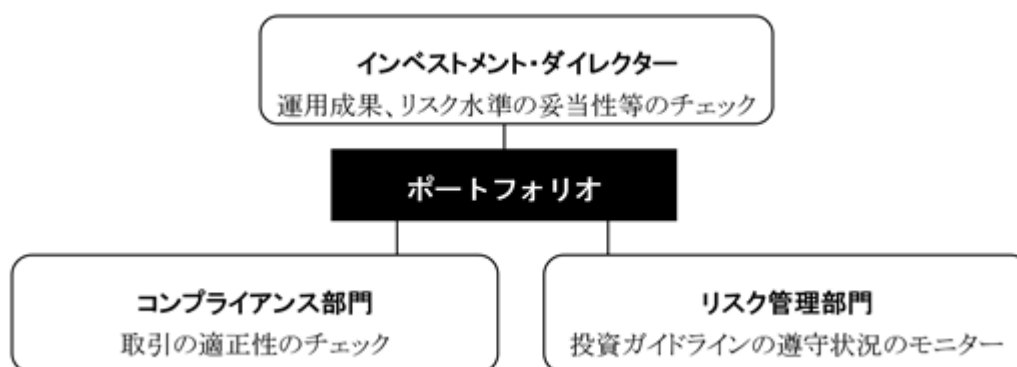 インベストメント・ダイレクター
運用成果、リスク水準の妥当性等のチェック
ポートフォリオ
コンプライアンス部門
取引の適正性のチェック
リスク管理部門
投資ガイドラインの遵守状況のモニター